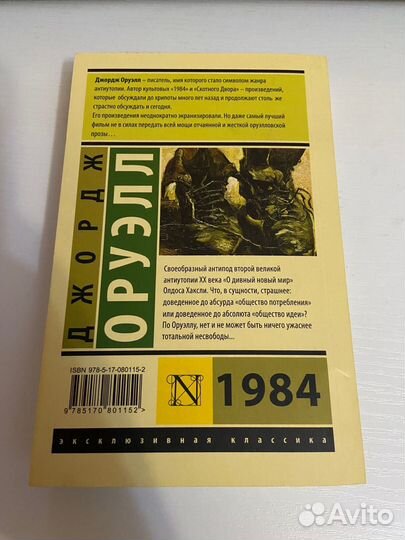 Джордж Оруэлл – писатель, имя которого стало символом жанра
антиутопии. Автор культовых «1984» и «Скотного Двора» – произведений,
которые обсуждали до хрипоты много лет назад и продолжают столь же
страстно обсуждать и сегодня.
Его произведения неоднократно экранизировали. Но даже самый лучший
фильм не в силах передать всей мощи отчаянной и жесткой оруэлловской
прозы...
ДЖОРДЖ
ОРУЭЛЛ
Своеобразный антипод второй великой
антиутопии XX века «О дивный новый мир»
Олдоса Хаксли. Что, в сущности, страшнее:
доведенное до абсурда «общество потребления»
или доведенное до абсолюта «общество идеи»?
По Оруэллу, нет и не может быть ничего ужаснее
тотальной несвободы...
ISBN 978-5-17-080115-2
9 785170 801152 >
N
1984
эксклюзивная классика
Avito